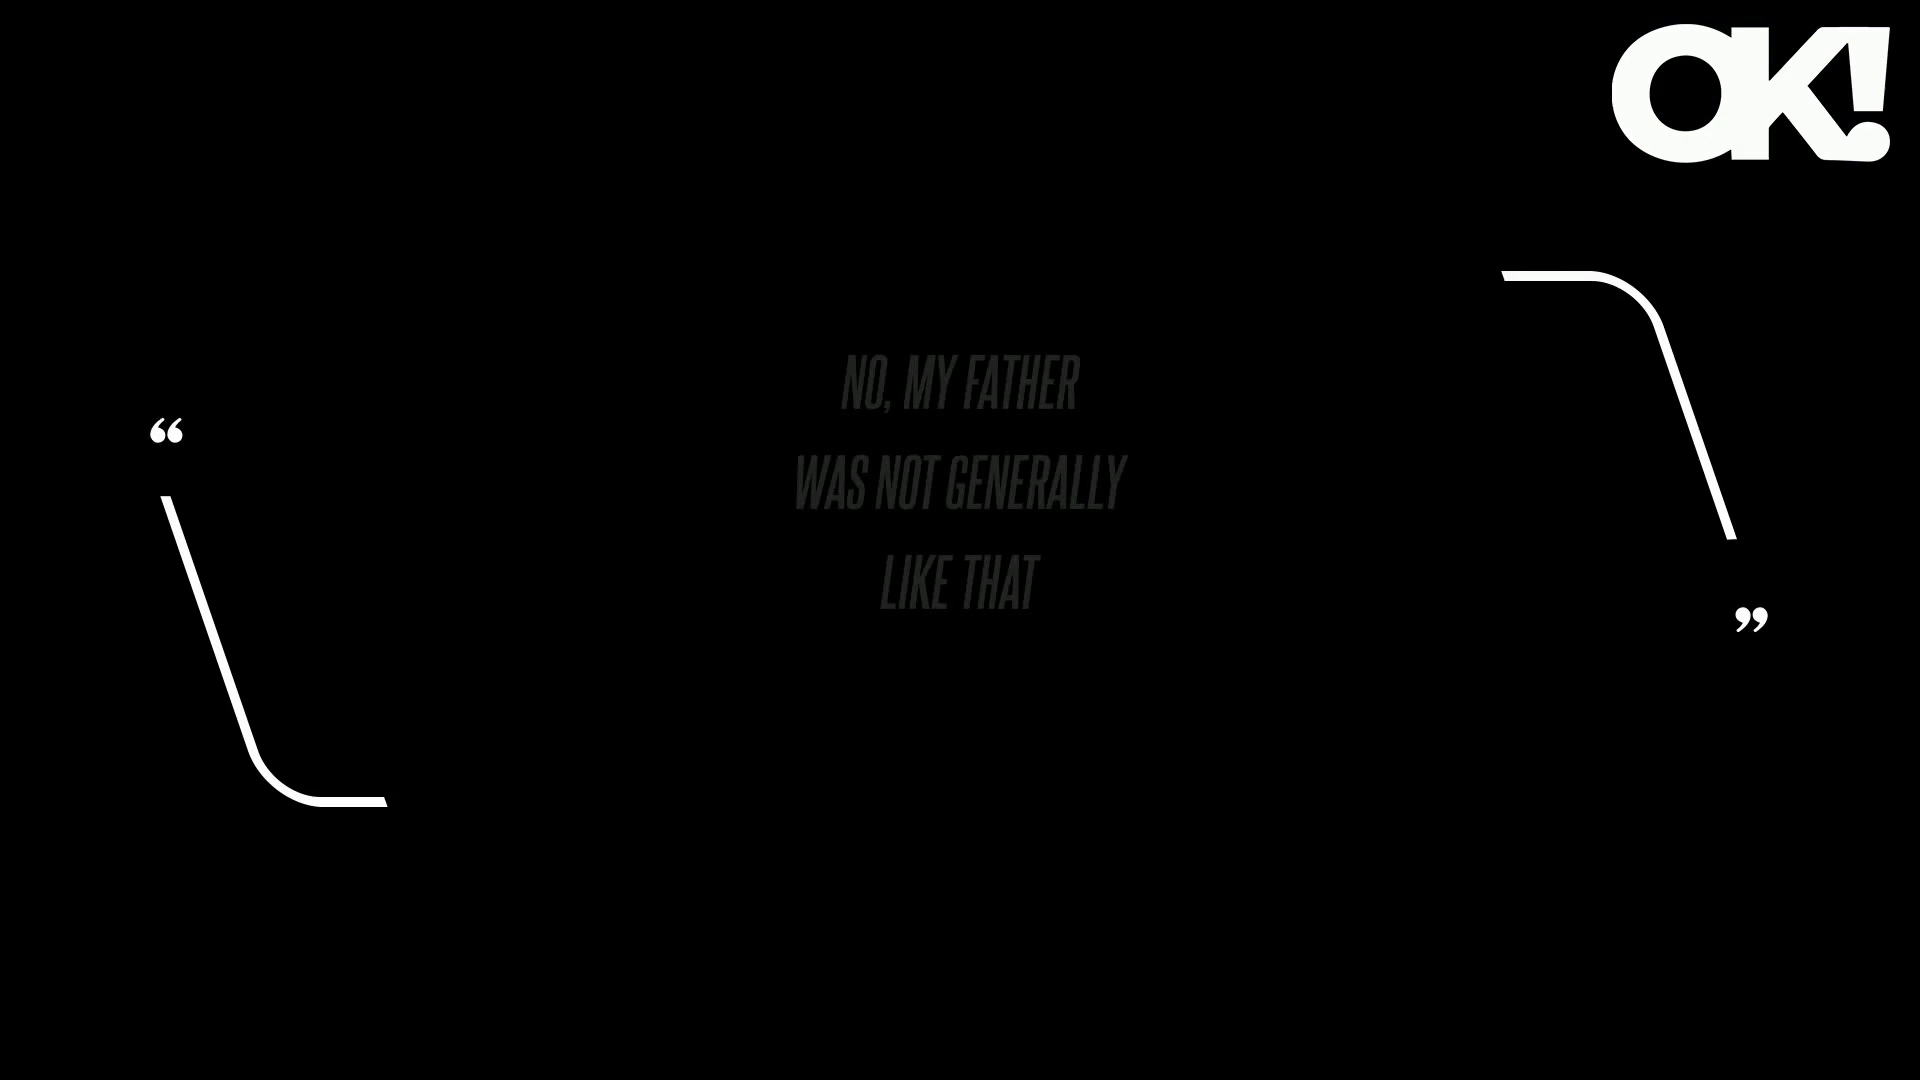 OK!
“
NO, MY FATHER
WAS NOT GENERALLY
LIKE THAT
”